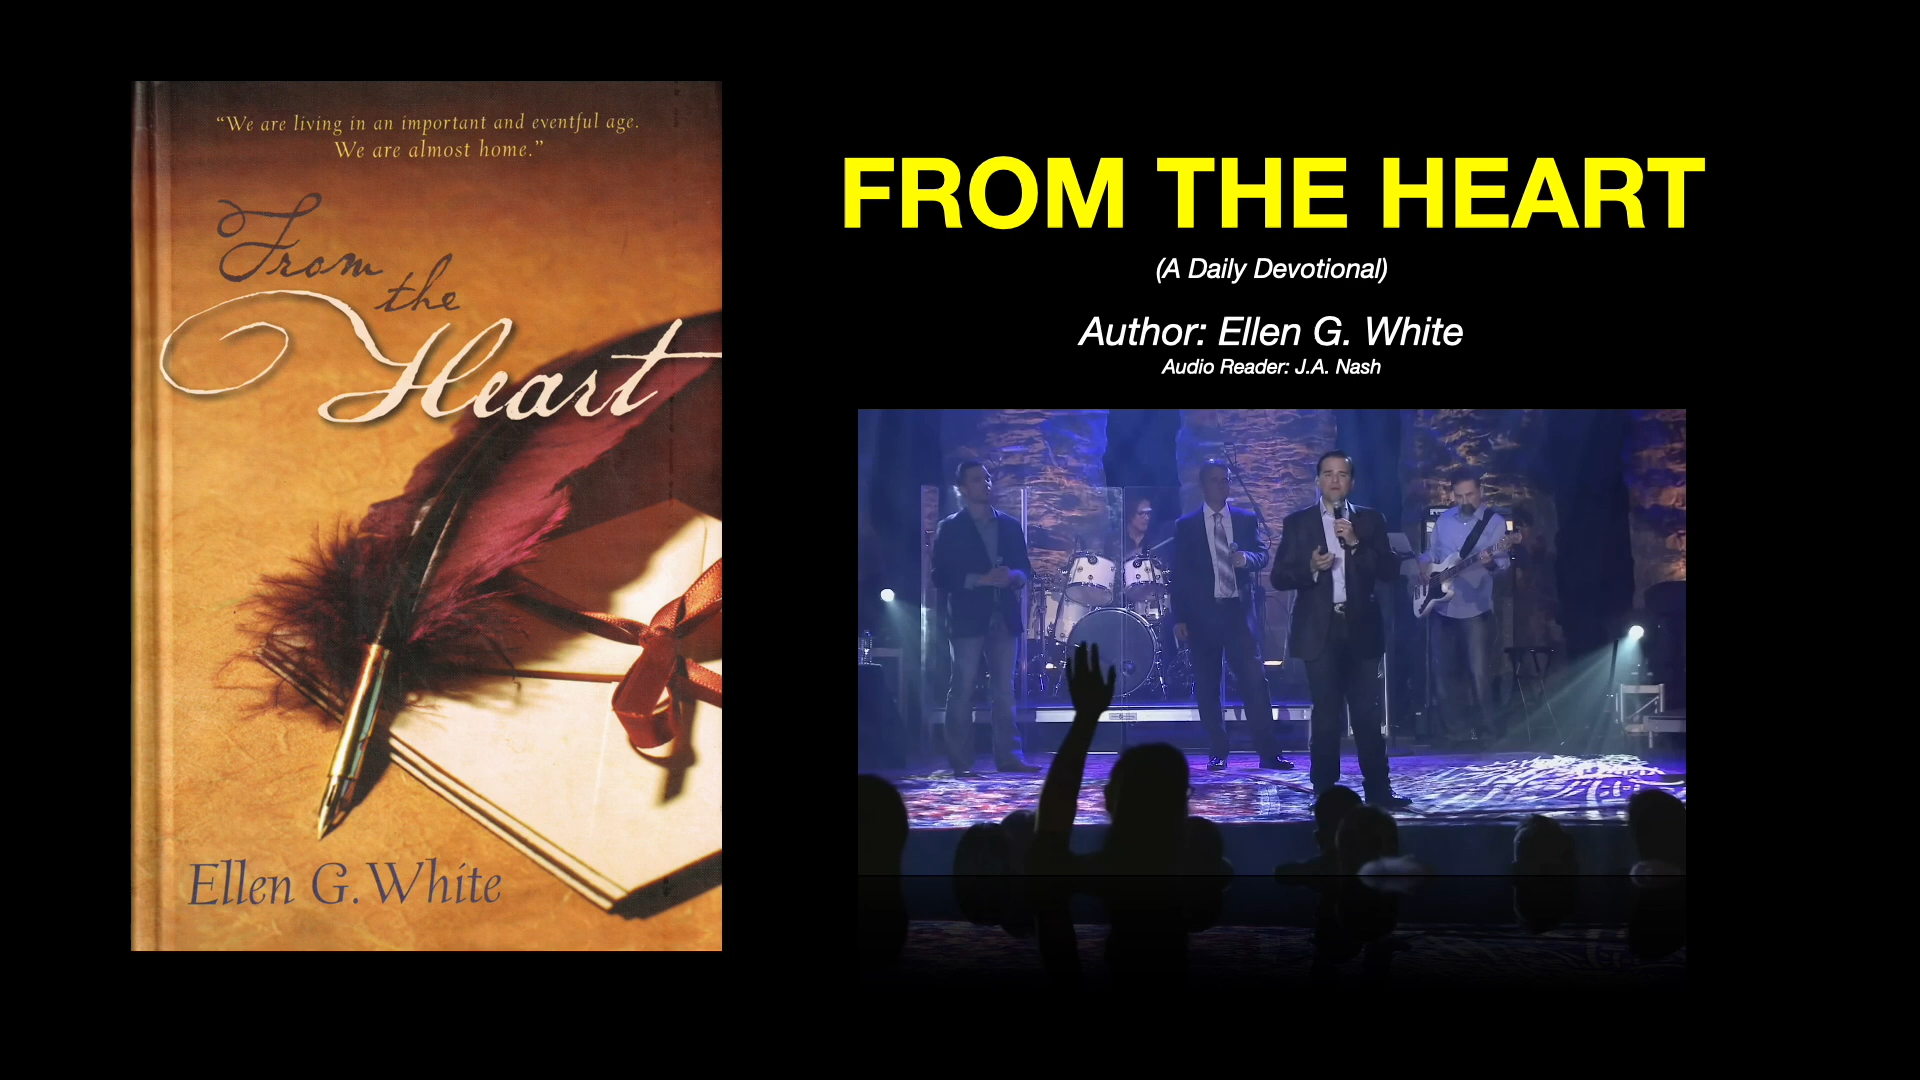 “We are living in an important and eventful age.
We are almost home.”
From
the
Heart
Ellen G. White
FROM THE HEART
(A Daily Devotional)
Author: Ellen G. White
Audio Reader: J.A. Nash